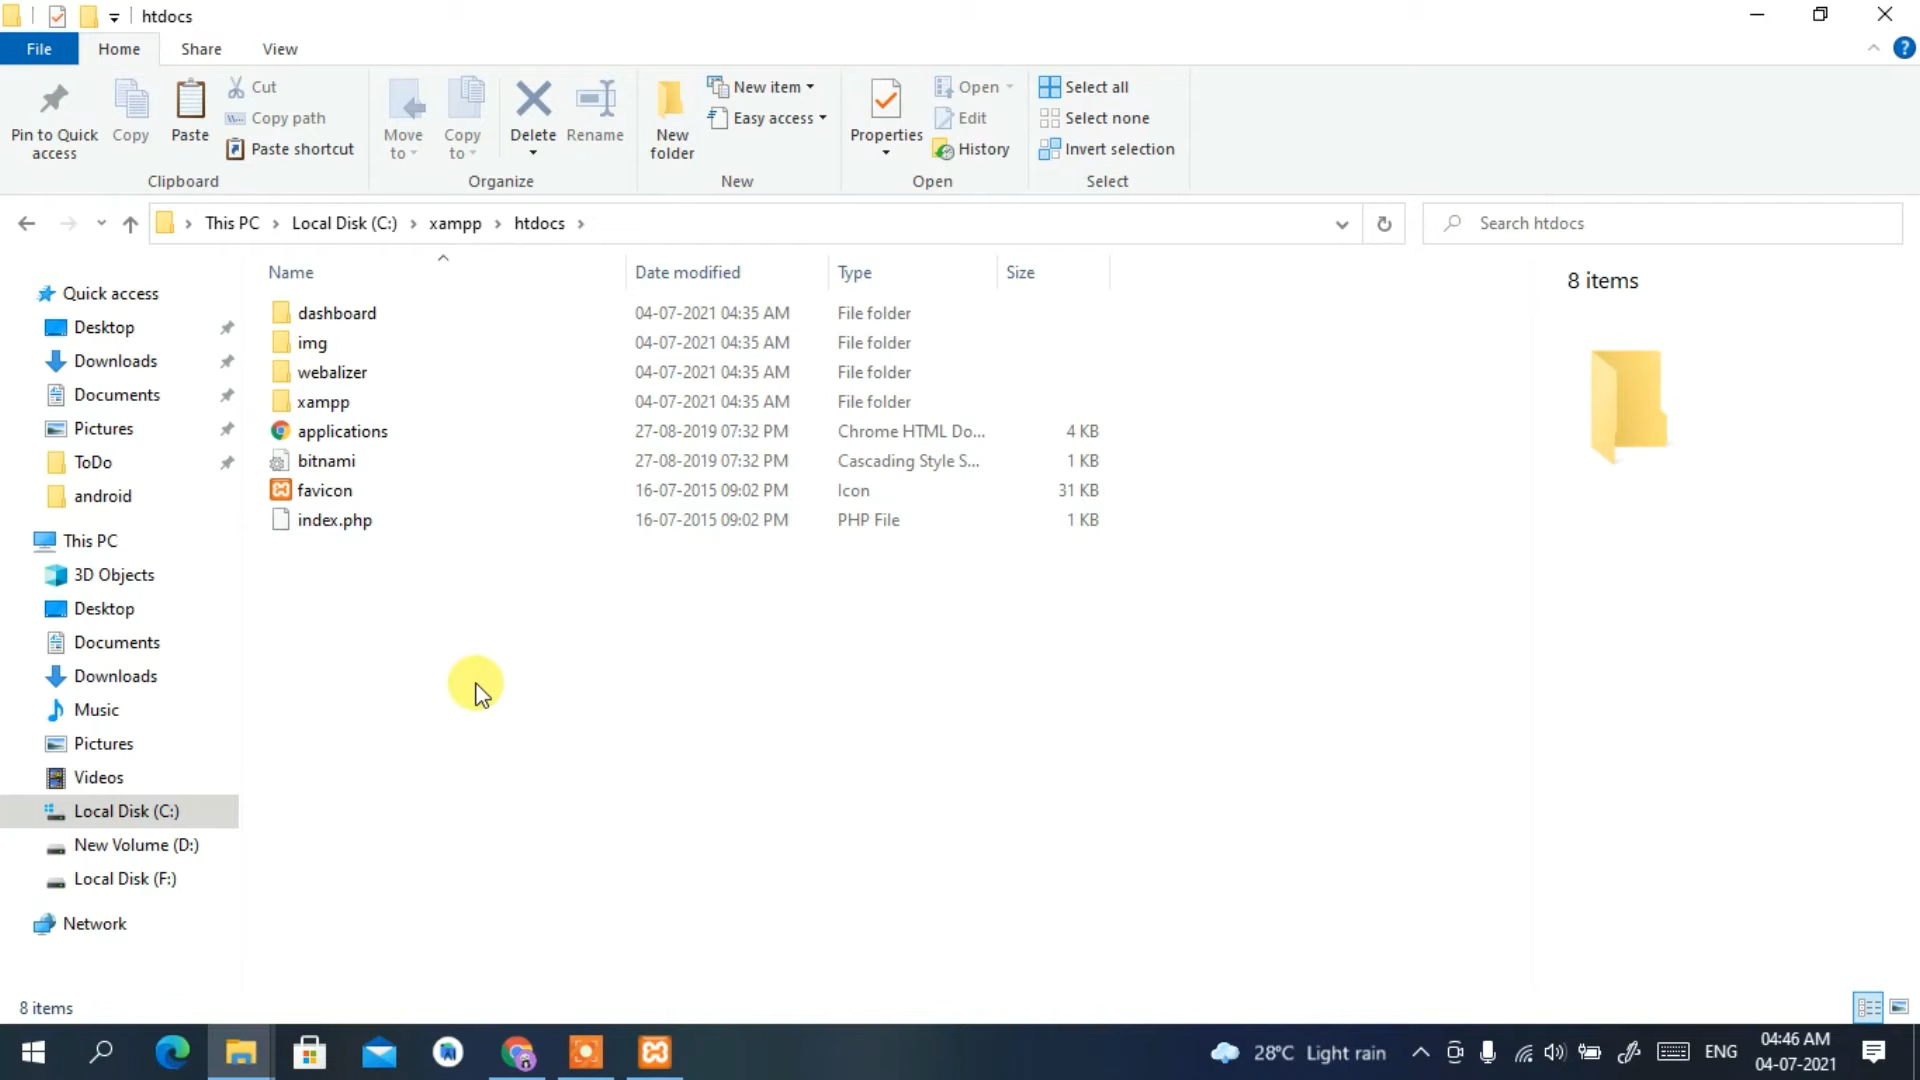 htdocs
File Home Share View
Pin to Quick access
Copy
Paste
Cut
Copy path
Paste shortcut
Move to
Copy to
Delete
Rename
New folder
New item
Easy access
Properties
Open
Edit
History
Select all
Select none
Invert selection
Clipboard Organize New Open Select
This PC Local Disk (C:) xampp htdocs
Search htdocs
Name Date modified Type Size
dashboard 04-07-2021 04:35 AM File folder
img 04-07-2021 04:35 AM File folder
webalizer 04-07-2021 04:35 AM File folder
xampp 04-07-2021 04:35 AM File folder
applications 27-08-2019 07:32 PM Chrome HTML Do... 4 KB
bitnami 27-08-2019 07:32 PM Cascading Style S... 1 KB
favicon 16-07-2015 09:02 PM Icon 31 KB
index.php 16-07-2015 09:02 PM PHP File 1 KB
8 items
Quick access
Desktop
Downloads
Documents
Pictures
ToDo
android
This PC
3D Objects
Desktop
Documents
Downloads
Music
Pictures
Videos
Local Disk (C:)
New Volume (D:)
Local Disk (F:)
Network
8 items
28°C Light rain
ENG
04:46 AM
04-07-2021